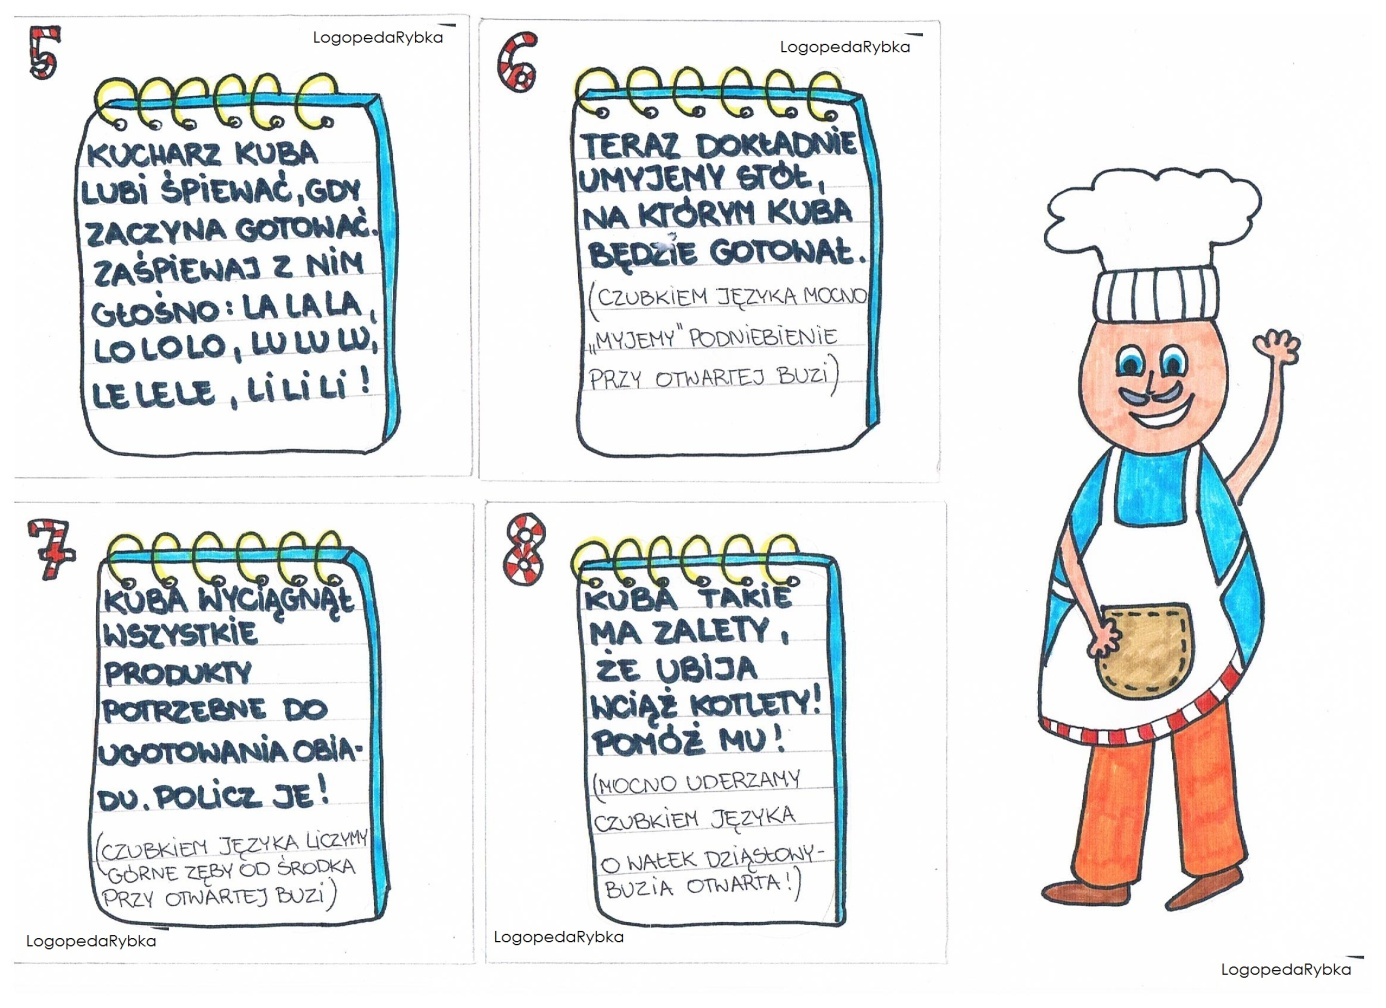 5
LogopedaRybka
KUCHARZ KUBA
LUBi ŚPiEWAĆ, GDY
ZACZYNA GOTOWAĆ.
ZAŚPiEWAJ Z NiM
GŁOŚNO: LA LA LA,
LO LO LO, LU LU LU,
LE LE LE, Li Li Li!
6
LogopedaRybka
TERAZ DOKŁADNiE
UMYJEMY STÓŁ,
NA KTÓRYM KUBA
BĘDZiE GOTOWAŁ.
(CZUBKiEM JĘZYKA MOCNO
„MYJEMY" PODNiEBiENiE
PRZY OTWARTEJ BUZi)
7
KUBA WYCiĄGNĄŁ
WSZYSTKiE
PRODUKTY
POTRZEBNE DO
UGOTOWANiA OBiA-
DU. POLiCZ JE!
(CZUBKiEM JĘZYKA LiCZYMY
GÓRNE ZĘBY OD ŚRODKA
PRZY OTWARTEJ BUZi)
LogopedaRybka
8
KUBA TAKiE
MA ZALETY,
ŻE UBiJA
WCiĄŻ KOTLETY!
POMÓŻ MU!
(MOCNO UDERZAMY
CZUBKiEM JĘZYKA
O WAŁEK DZiĄSŁOWY-
BUZiA OTWARTA!)
LogopedaRybka
LogopedaRybka